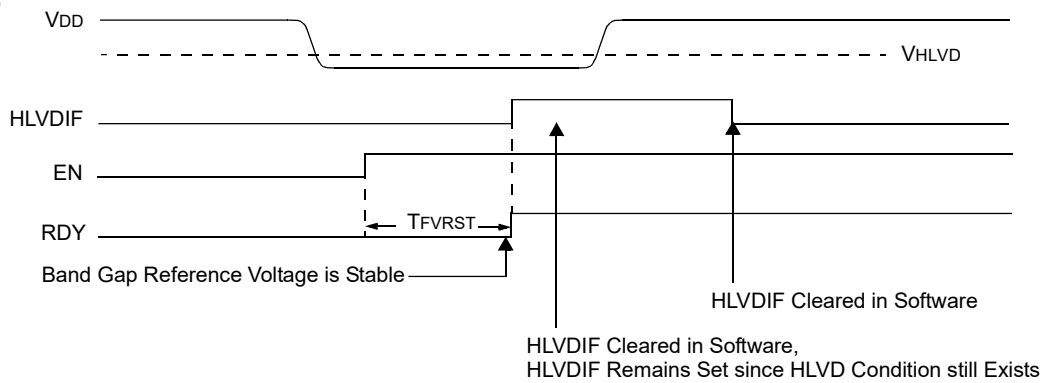 VDD
VHLVD
HLVDIF
EN
TFVRST
RDY
Band Gap Reference Voltage is Stable
HLVDIF Cleared in Software
HLVDIF Cleared in Software,
HLVDIF Remains Set since HLVD Condition still Exists